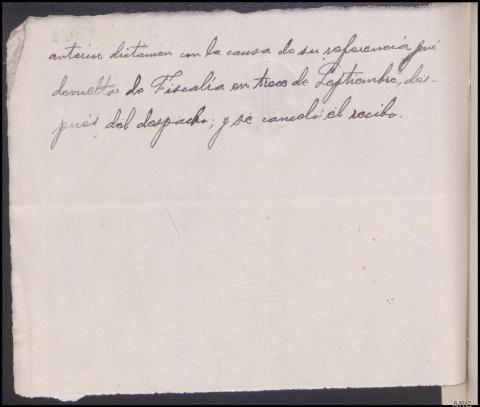 anterior dictamen con la causa de su referencia fué
devuelta de Fiscalía en trece de Septiembre, des-
pués del despacho; y se canceló el recibo.
ARG